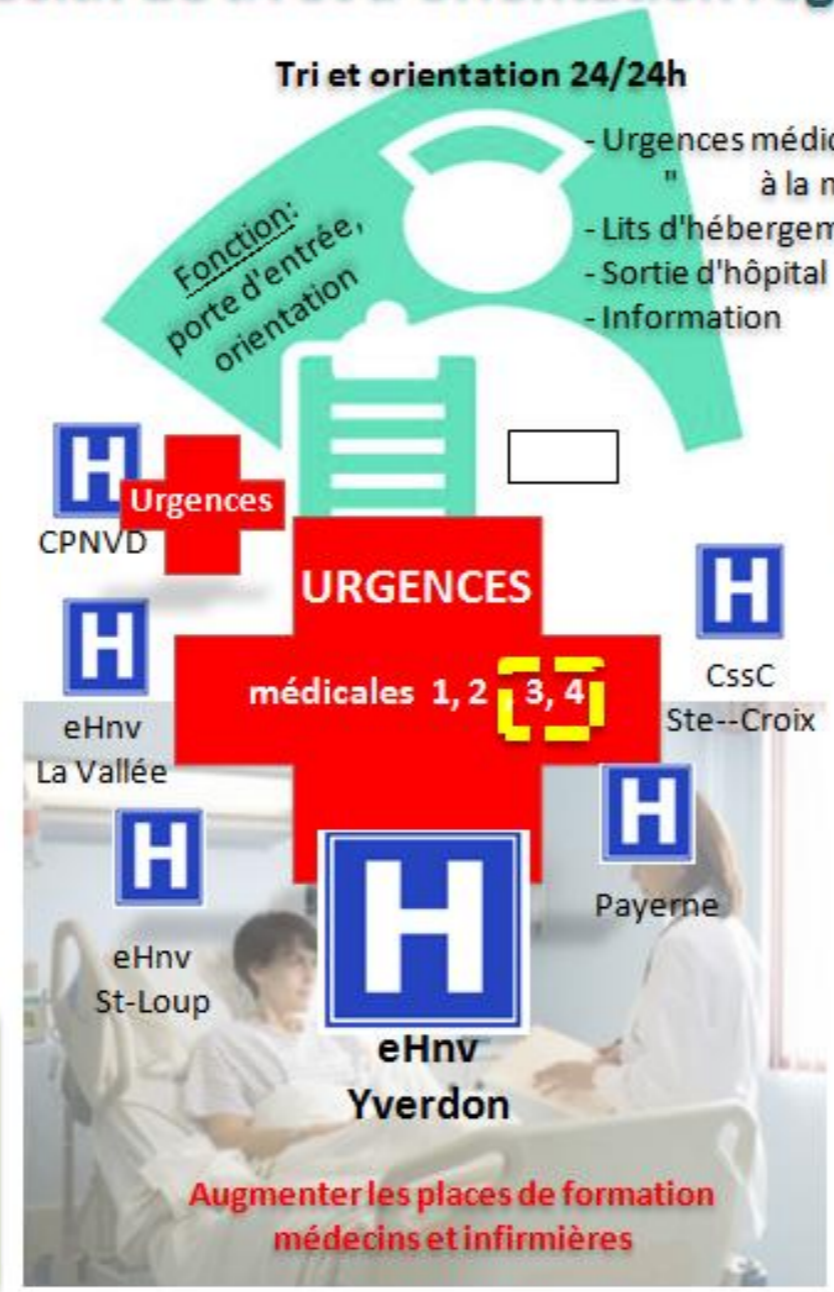 Tri et orientation 24/24h
- Urgences médic
" à la
- Lits d'hébergem
- Sortie d'hôpital
- Information
Fonction:
porte d'entrée,
orientation
H
Urgences
CPNVD
URGENCES
médicales 1, 2 , 3, 4
H
eHnv
La Vallée
H
CssC
Ste--Croix
H
eHnv
St-Loup
H
Payerne
H
eHnv
Yverdon
Augmenter les places de formation
médecins et infirmières